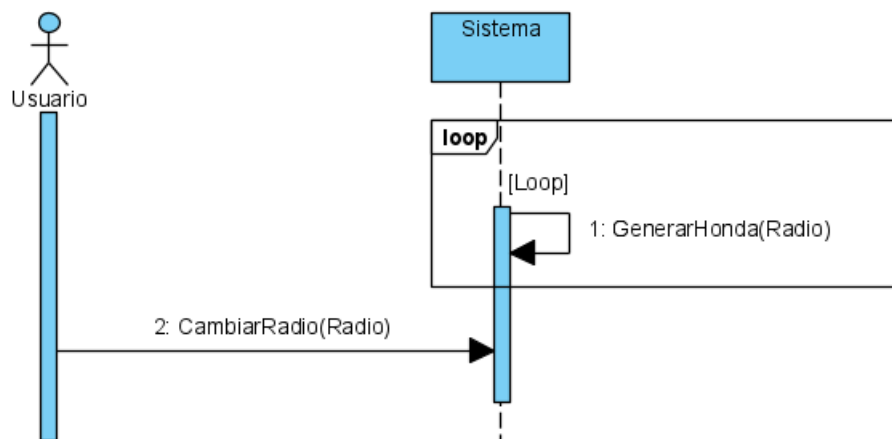 Sistema
Usuario
loop
[Loop]
1: GenerarHonda(Radio)
2: CambiarRadio(Radio)